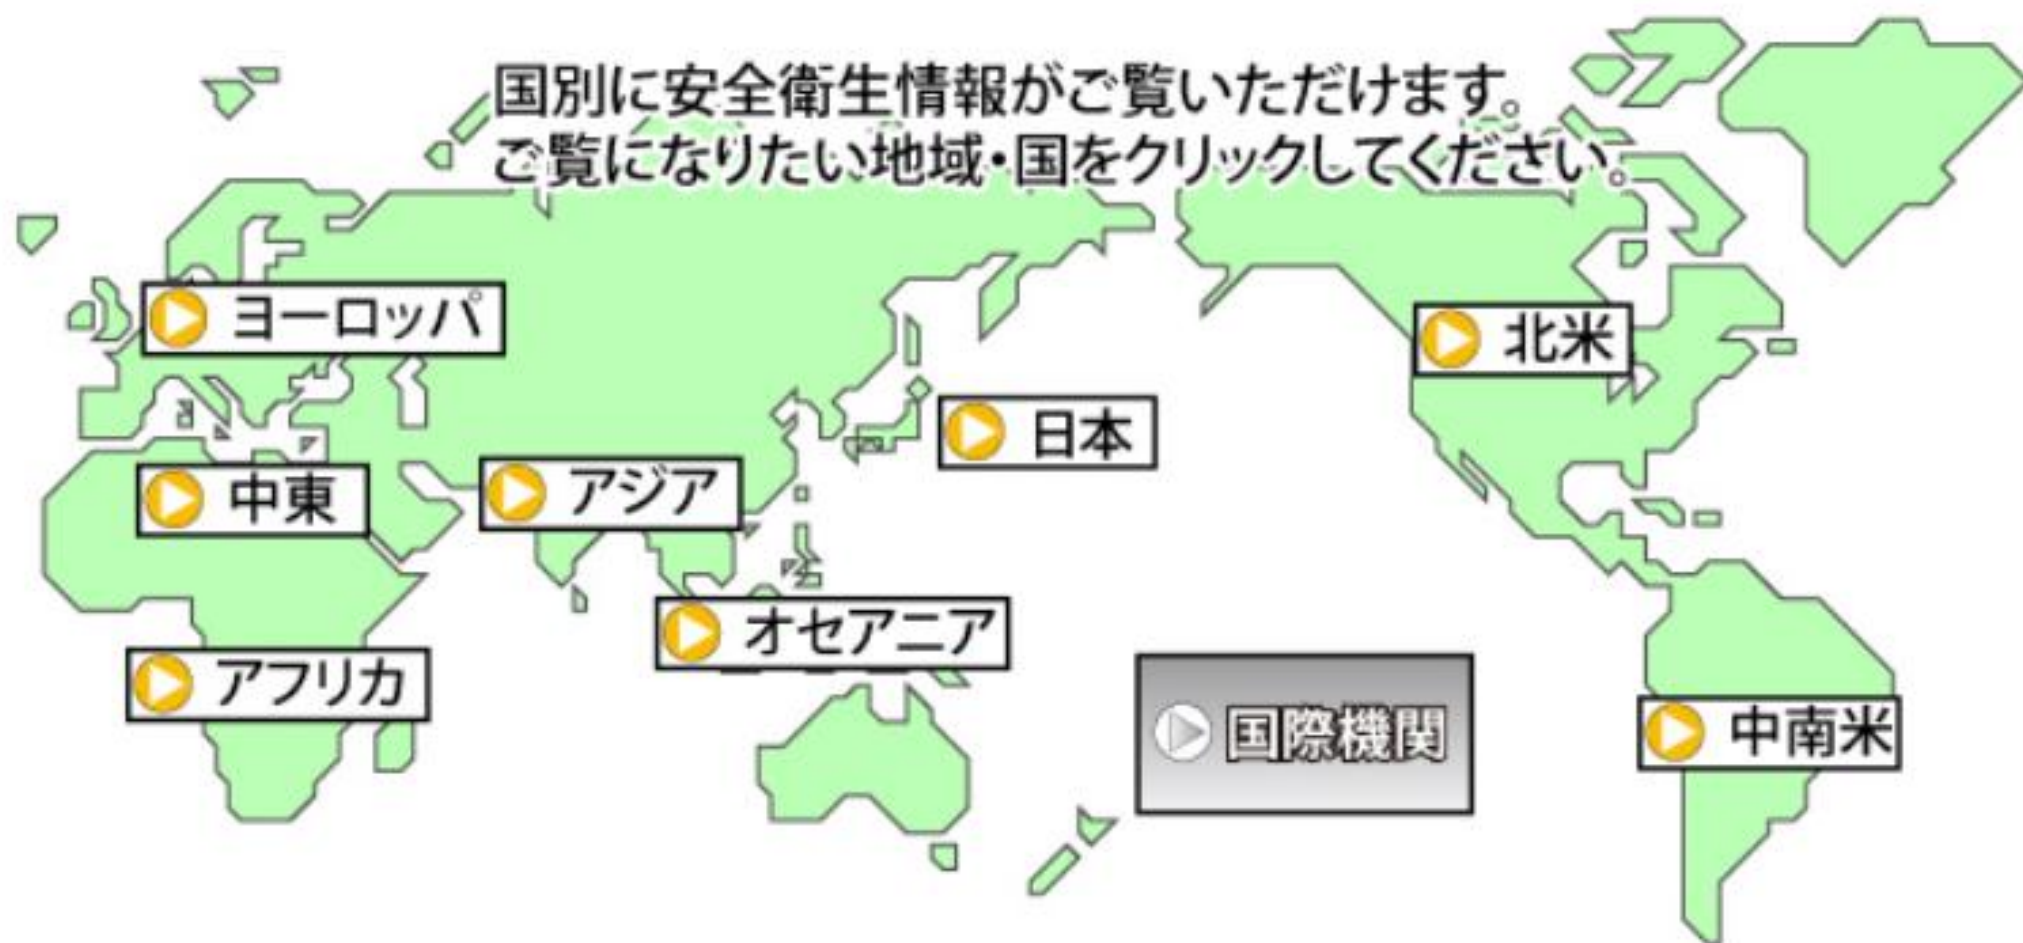 国別に安全衛生情報がご覧いただけます。
ご覧になりたい地域・国をクリックしてください。
ヨーロッパ
北米
日本
中東
アジア
オセアニア
アフリカ
国際機関
中南米